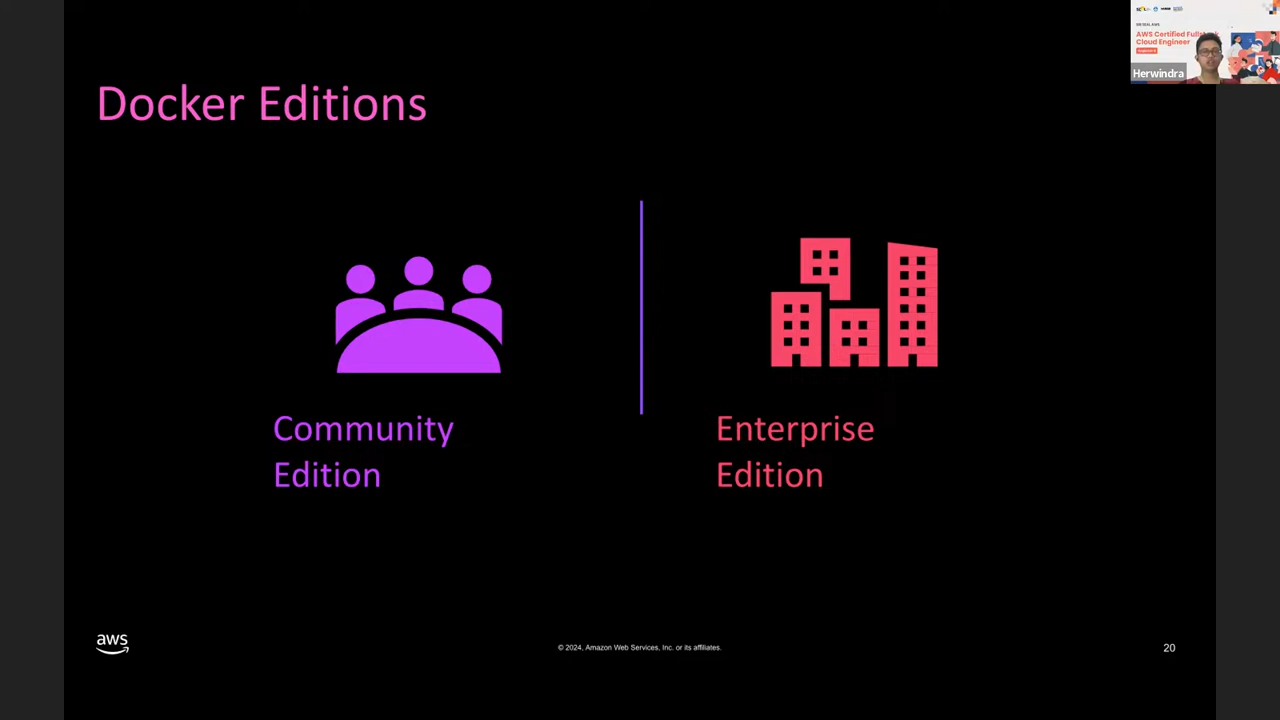 Docker Editions
Community
Edition
Enterprise
Edition
aws
© 2024, Amazon Web Services, Inc. or its affiliates.
20
AWS Certified Fullstack
Cloud Engineer
Herwindra